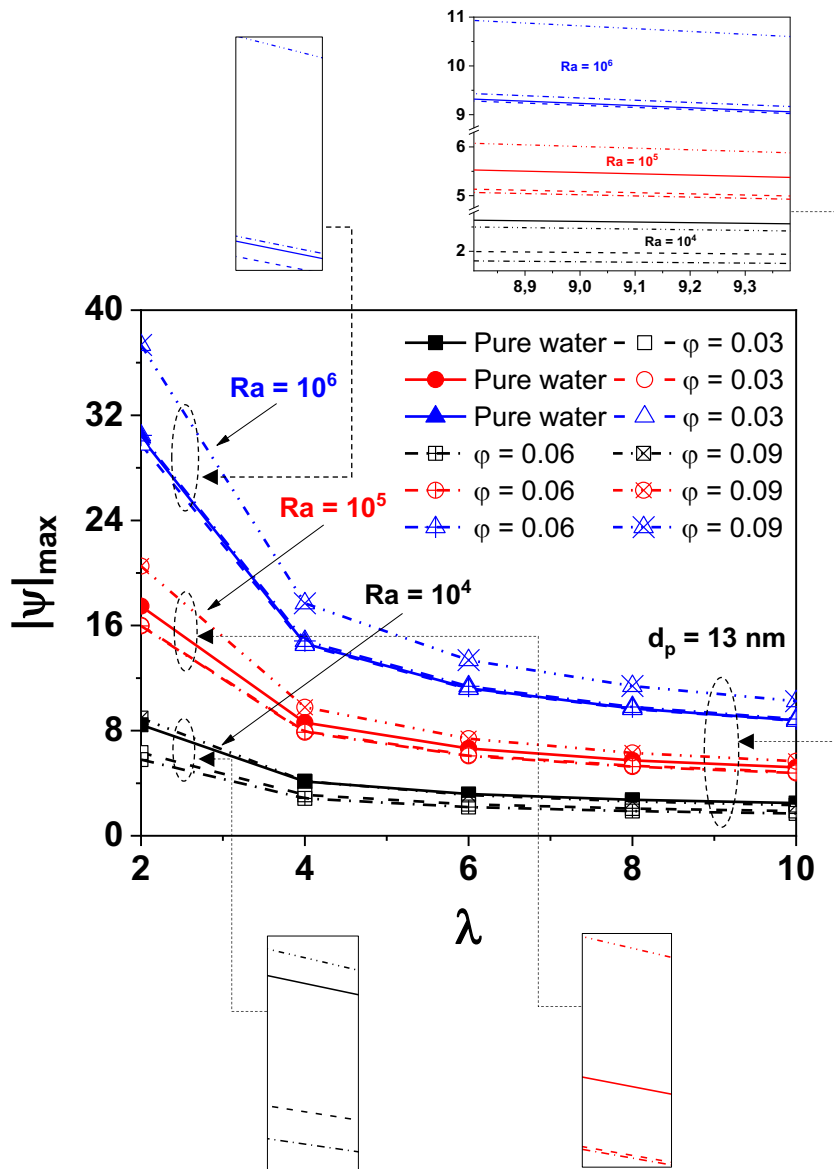 11
10
9
6
5
2
Ra = 10⁶
Ra = 10⁵
Ra = 10⁴
8,9 9,0 9,1 9,2 9,3
40
32
24
16
8
0
|ψ|max
Pure water φ = 0.03
Pure water φ = 0.03
Pure water φ = 0.03
φ = 0.06 φ = 0.09
φ = 0.06 φ = 0.09
φ = 0.06 φ = 0.09
Ra = 10⁶
Ra = 10⁵
Ra = 10⁴
dₚ = 13 nm
2 4 6 8 10
λ